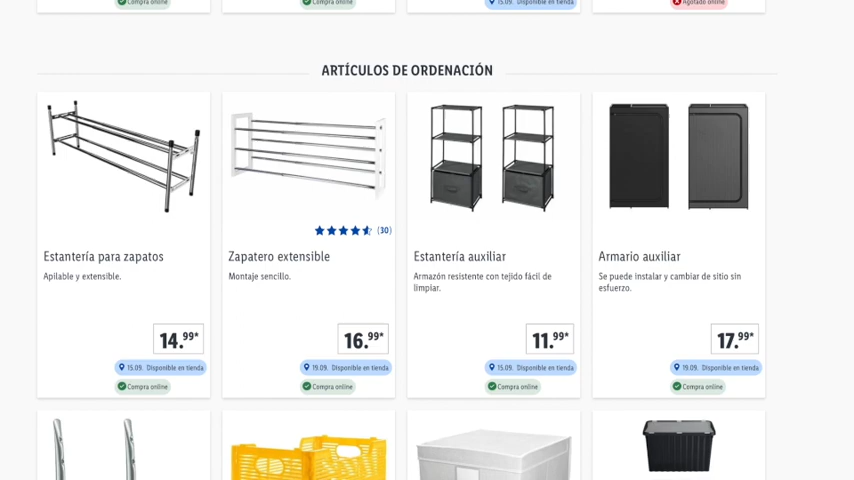 Compra online
Compra online
15.09. Disponible en tienda
Agotado online
ARTÍCULOS DE ORDENACIÓN
(30)
Estantería para zapatos
Apilable y extensible.
14.99*
15.09. Disponible en tienda
Compra online
Zapatero extensible
Montaje sencillo.
16.99*
19.09. Disponible en tienda
Compra online
Estantería auxiliar
Armazón resistente con tejido fácil de
limpiar.
11.99*
15.09. Disponible en tienda
Compra online
Armario auxiliar
Se puede instalar y cambiar de sitio sin
esfuerzo.
17.99*
19.09. Disponible en tienda
Compra online